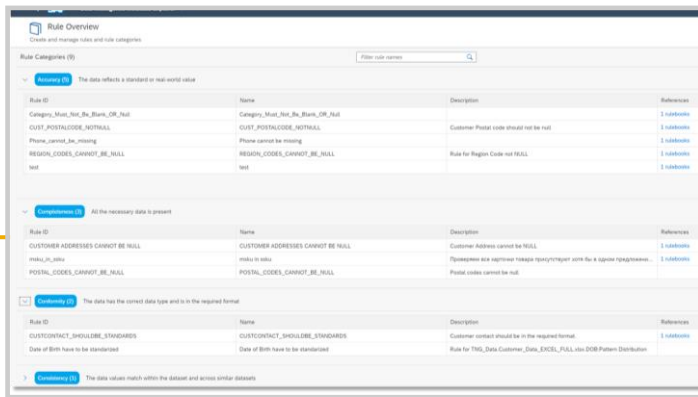 Rule Overview
Create and manage rules and rule categories
Rule Categories (9)
Filter rule names
Accuracy (5) The data reflects a standard or real-world value
Rule ID Name Description References
Category_Must_Not_Be_Blank_OR_Null Category_Must_Not_Be_Blank_OR_Null 1 rulebooks
CUST_POSTALCODE_NOTNULL CUST_POSTALCODE_NOTNULL Customer Postal code should not be null 1 rulebooks
Phone_cannot_be_missing Phone cannot be missing 1 rulebooks
REGION_CODES_CANNOT_BE_NULL REGION_CODES_CANNOT_BE_NULL Rule for Region Code not NULL 1 rulebooks
test test 1 rulebooks
Completeness (3) All the necessary data is present
Rule ID Name Description References
CUSTOMER ADDRESSES CANNOT BE NULL CUSTOMER ADDRESSES CANNOT BE NULL Customer Address cannot be NULL 1 rulebooks
msku_in_ssku msku in ssku Проверяем все карточки товара присутствует хотя-бы в одном предложени... 1 rulebooks
POSTAL_CODES_CANNOT_BE_NULL POSTAL_CODES_CANNOT_BE_NULL Postal codes cannot be null.
Conformity (2) The data has the correct data type and is in the required format
Rule ID Name Description References
CUSTCONTACT_SHOULDBE_STANDARDS CUSTCONTACT_SHOULDBE_STANDARDS Customer contact should be in the required format. 1 rulebooks
Date of Birth have to be standarized Date of Birth have to be standarized Rule for TNG_Data.Customer_Data_EXCEL_FULL.xlsx.DOB:Pattern Distribution
Consistency (1) The data values match within the dataset and across similar datasets